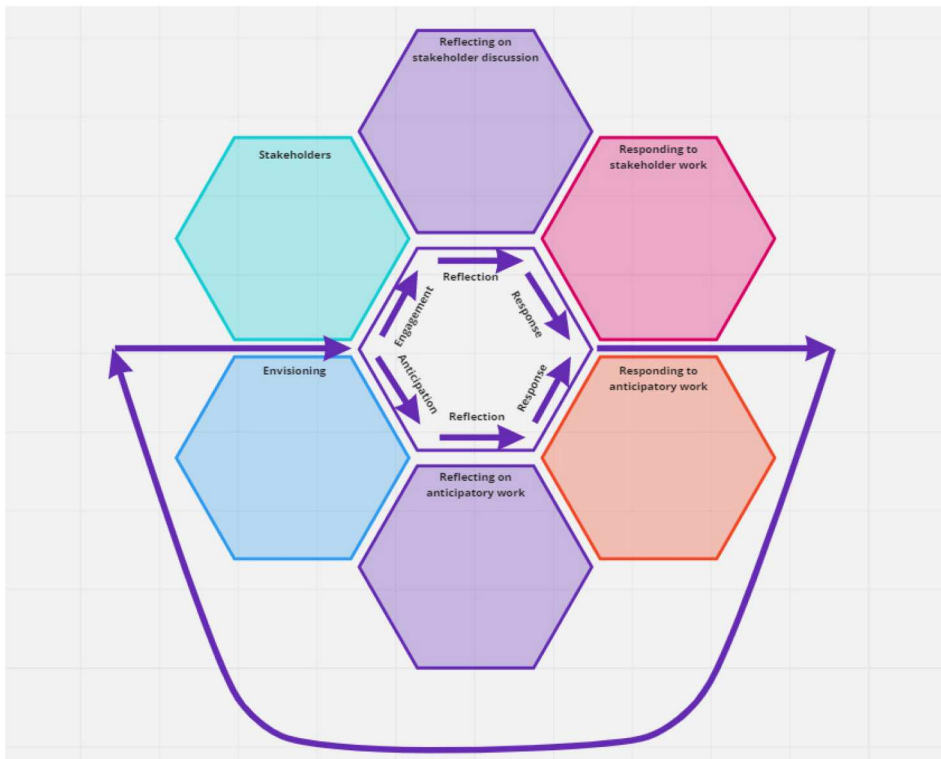 Reflecting on
stakeholder discussion
Stakeholders
Responding to
stakeholder work
Reflection
Engagement
Response
Anticipation
Response
Reflection
Envisioning
Responding to
anticipatory work
Reflecting on
anticipatory work